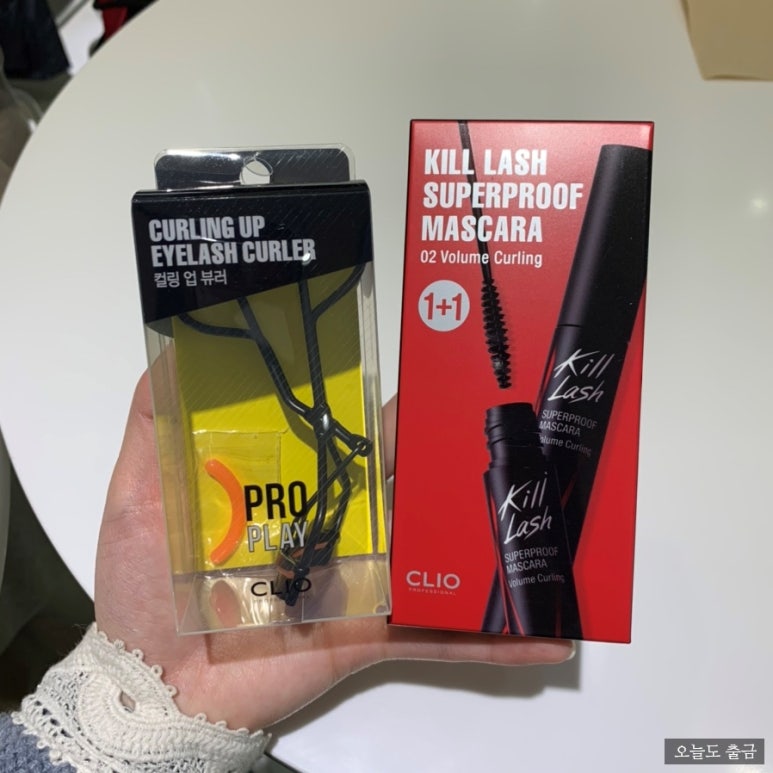 CURLING UP
EYELASH CURLER
컬링 업 뷰러
PRO
PLAY
CLIO
KILL LASH
SUPERPROOF
MASCARA
02 Volume Curling
1+1
Kill
Lash
SUPERPROOF
MASCARA
Volume Curling
Kill
Lash
SUPERPROOF
MASCARA
Volume Curling
CLIO
PROFESSIONAL
오늘도 출금